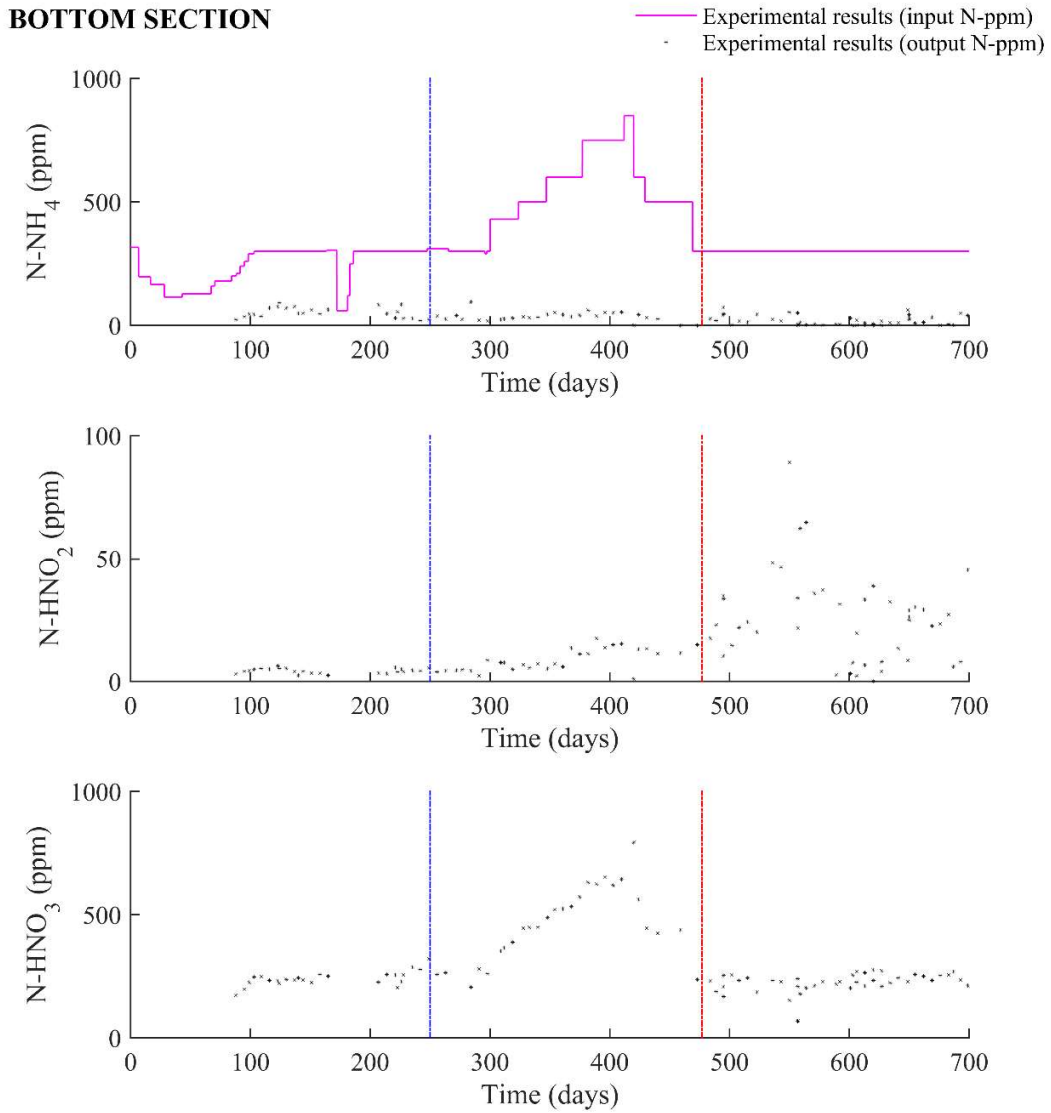 BOTTOM SECTION
Experimental results (input N-ppm)
Experimental results (output N-ppm)
N-NH4 (ppm)
1000
500
0
0 100 200 300 400 500 600 700
Time (days)
N-HNO2 (ppm)
100
50
0
0 100 200 300 400 500 600 700
Time (days)
N-HNO3 (ppm)
1000
500
0
0 100 200 300 400 500 600 700
Time (days)